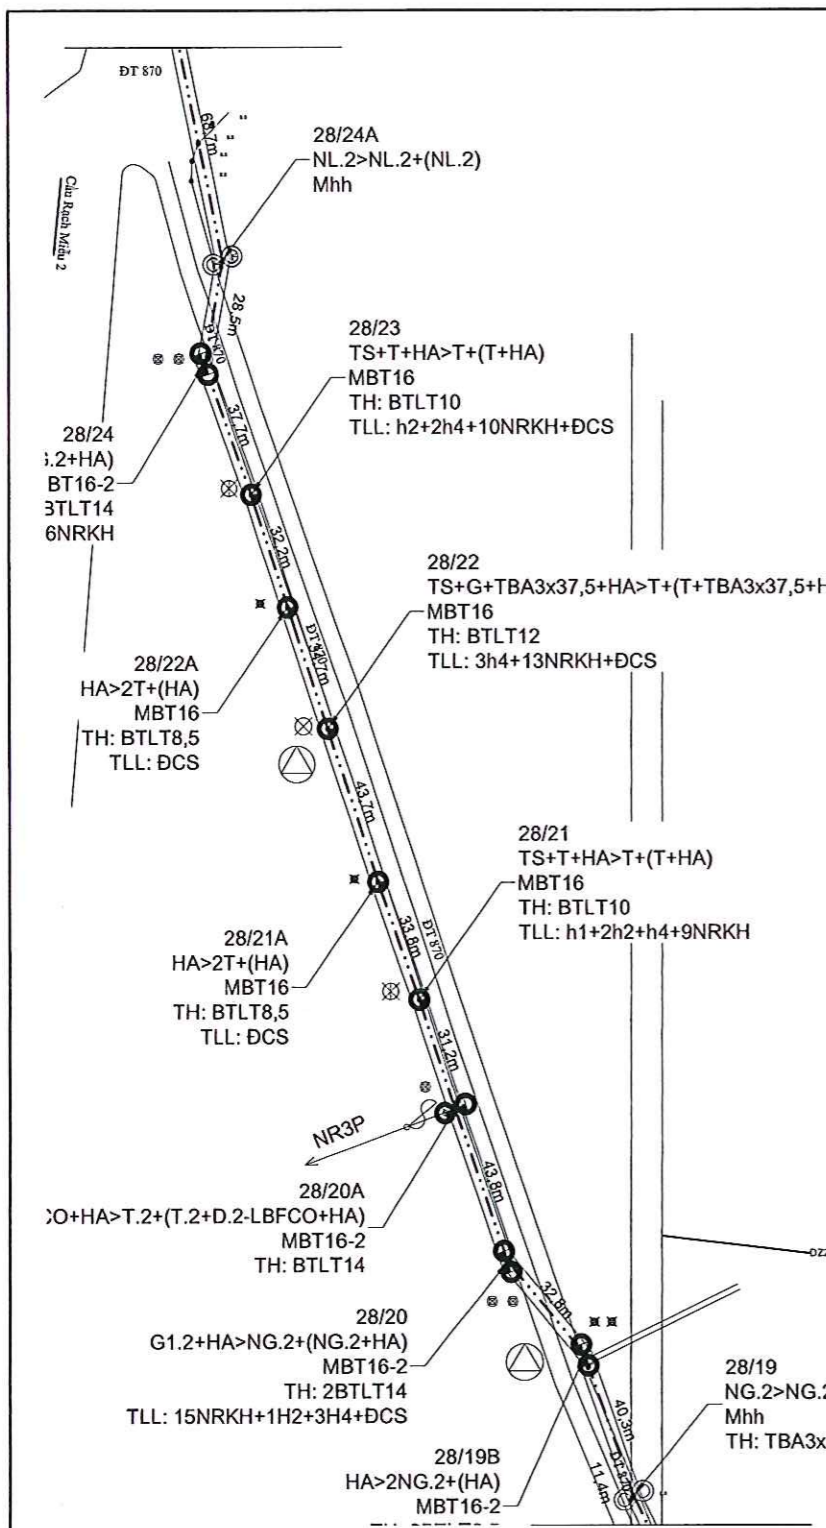 ĐT 870
68,7m
28/24A
NL.2>NL.2+(NL.2)
Mhh
Cầu Rạch Miễu 2
28,5m
ĐT 870
28/23
TS+T+HA>T+(T+HA)
MBT16
TH: BTLT10
TLL: h2+2h4+10NRKH+ĐCS
37,7m
28/24
.2+HA)
BT16-2
BTLT14
6NRKH
32,2m
28/22
TS+G+TBA3x37,5+HA>T+(T+TBA3x37,5+H
MBT16
TH: BTLT12
TLL: 3h4+13NRKH+ĐCS
ĐT 870
28/22A
HA>2T+(HA)
MBT16
TH: BTLT8,5
TLL: ĐCS
43,7m
28/21
TS+T+HA>T+(T+HA)
MBT16
TH: BTLT10
TLL: h1+2h2+h4+9NRKH
33,8m
ĐT 870
28/21A
HA>2T+(HA)
MBT16
TH: BTLT8,5
TLL: ĐCS
31,2m
NR3P
43,8m
28/20A
CO+HA>T.2+(T.2+D.2-LBFCO+HA)
MBT16-2
TH: BTLT14
DZ2
32,8m
28/20
G1.2+HA>NG.2+(NG.2+HA)
MBT16-2
TH: 2BTLT14
TLL: 15NRKH+1H2+3H4+ĐCS
28/19
NG.2>NG.2
Mhh
TH: TBA3x
40,3m
28/19B
HA>2NG.2+(HA)
MBT16-2
11,4m
ĐT 870